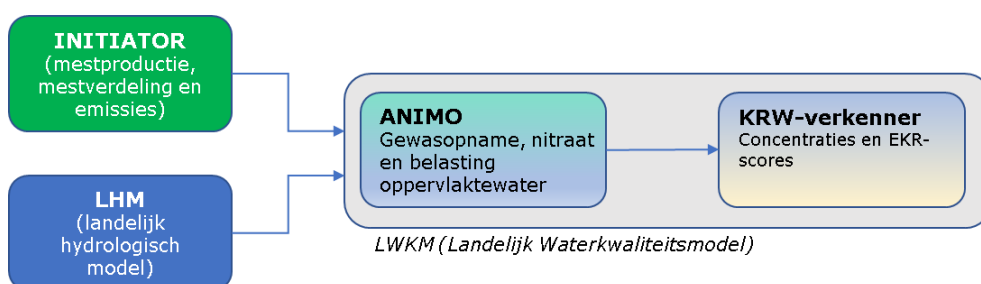 INITIATOR
(mestproductie,
mestverdeling en
emissies)
LHM
(landelijk
hydrologisch
model)
ANIMO
Gewasopname, nitraat
en belasting
oppervlaktewater
KRW-verkenner
Concentraties en EKR-
scores
LWKM (Landelijk Waterkwaliteitsmodel)